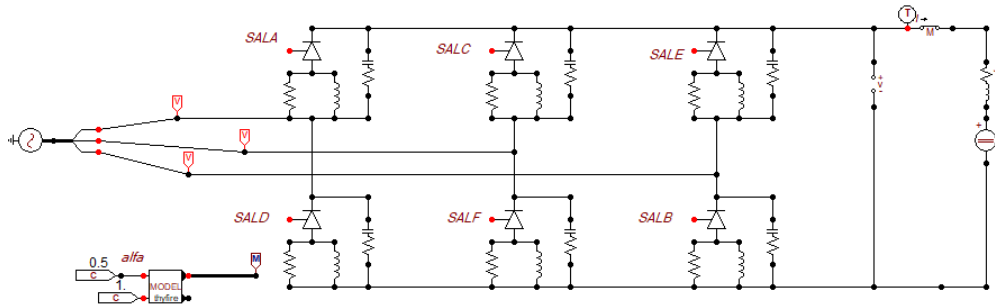 SALA
SALC
SALE
T
i
M
V
V
V
+
v
-
+
SALD
SALF
SALB
alfa
0.5
C
1.
C
MODEL
thyfire
M